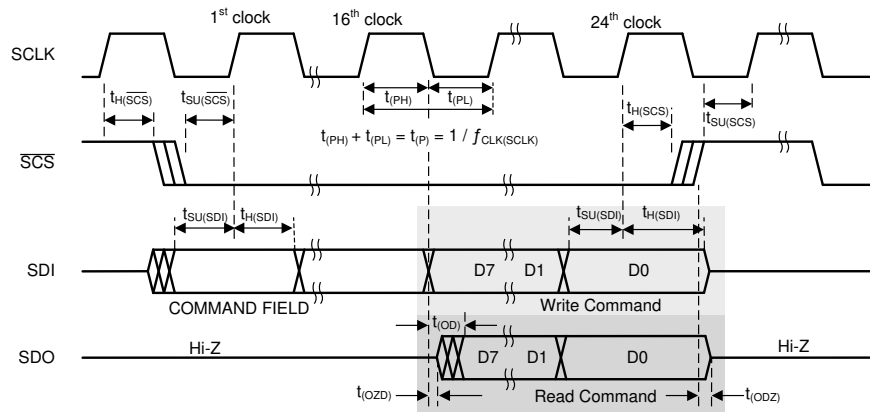 1st clock 16th clock 24th clock
SCLK
tH(SCS) tSU(SCS) t(PH) t(PL) tH(SCS) tSU(SCS)
t(PH) + t(PL) = t(P) = 1 / fCLK(SCLK)
SCS
tSU(SDI) tH(SDI) tSU(SDI) tH(SDI)
SDI D7 D1 D0
COMMAND FIELD Write Command
t(OD)
SDO Hi-Z D7 D1 D0 Hi-Z
t(OZD) Read Command t(ODZ)